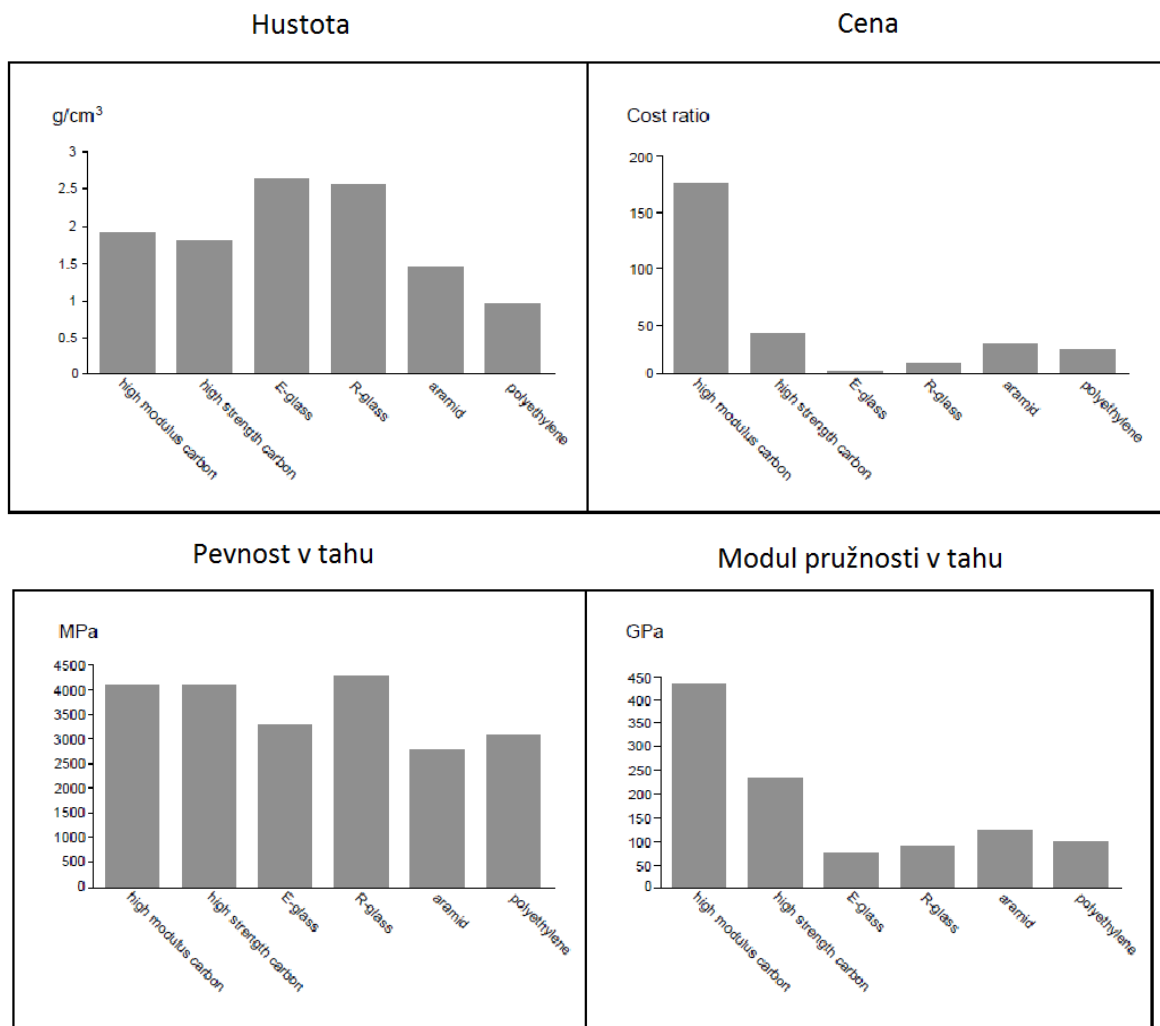 Hustota
Cena
g/cm³
3
2.5
2
1.5
1
0.5
0
high modulus carbon
high strength carbon
E-glass
R-glass
aramid
polyethylene
Cost ratio
200
150
100
50
0
high modulus carbon
high strength carbon
E-glass
R-glass
aramid
polyethylene
Pevnost v tahu
Modul pružnosti v tahu
MPa
4500
4000
3500
3000
2500
2000
1500
1000
500
0
high modulus carbon
high strength carbon
E-glass
R-glass
aramid
polyethylene
GPa
450
400
350
300
250
200
150
100
50
0
high modulus carbon
high strength carbon
E-glass
R-glass
aramid
polyethylene